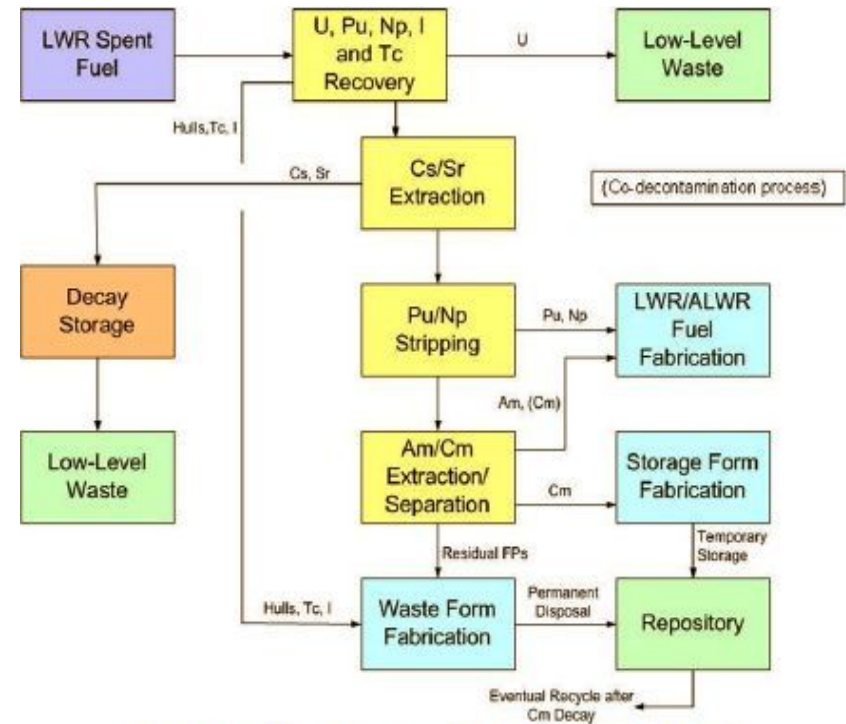 LWR Spent
Fuel
U, Pu, Np, I
and Tc
Recovery
U
Low-Level
Waste
Hulls,Tc, I
Cs, Sr
Cs/Sr
Extraction
(Co-decontamination process)
Decay
Storage
Pu/Np
Stripping
Pu, Np
LWR/ALWR
Fuel
Fabrication
Am, (Cm)
Low-Level
Waste
Am/Cm
Extraction/
Separation
Cm
Storage Form
Fabrication
Residual FPs
Temporary
Storage
Hulls, Tc, I
Waste Form
Fabrication
Permanent
Disposal
Repository
Eventual Recycle after
Cm Decay